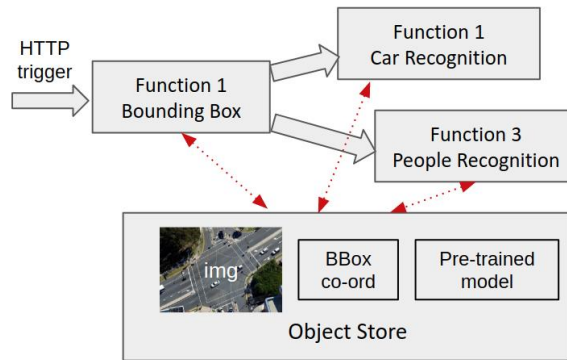 HTTP
trigger
Function 1
Bounding Box
Function 1
Car Recognition
Function 3
People Recognition
img
BBox
co-ord
Pre-trained
model
Object Store